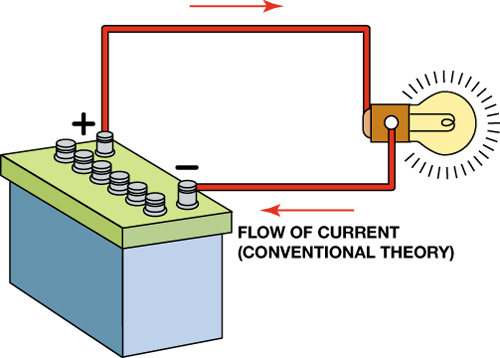 +
−
FLOW OF CURRENT
(CONVENTIONAL THEORY)